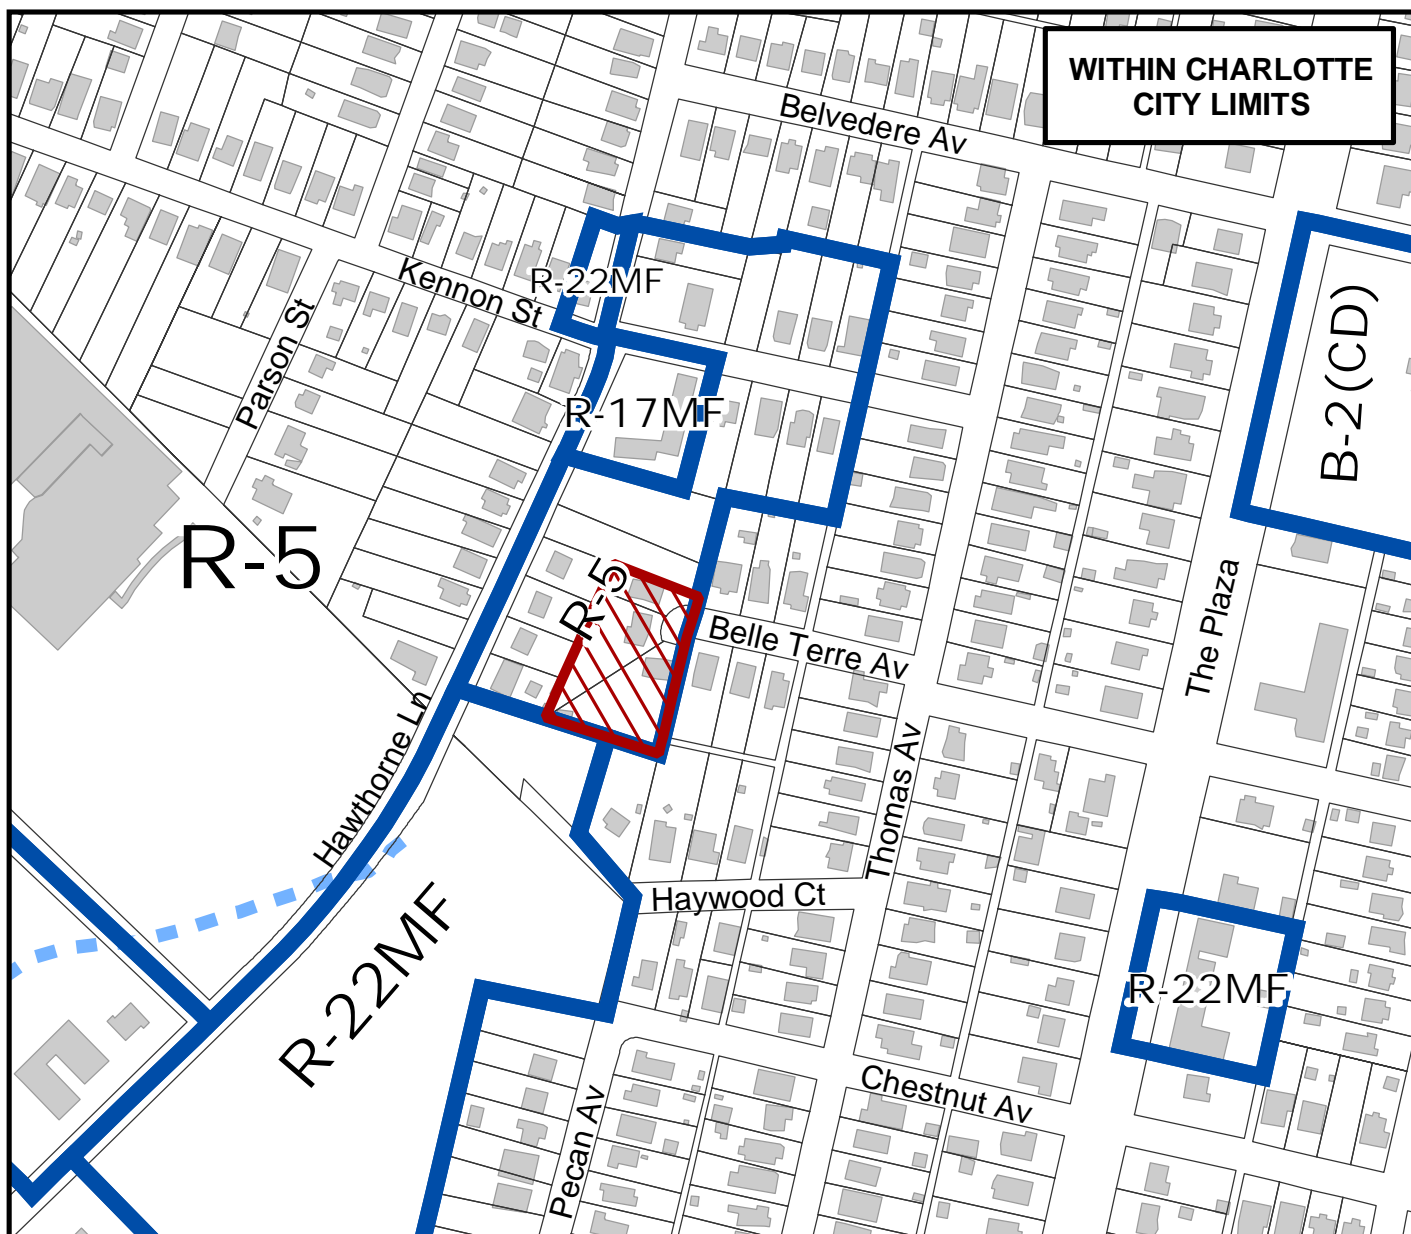 WITHIN CHARLOTTE
CITY LIMITS
Belvedere Av
Kennon St
R-22MF
Parson St
R-17MF
B-2(CD)
R-5
R-5
Belle Terre Av
The Plaza
Hawthorne Ln
Thomas Av
Haywood Ct
R-22MF
R-22MF
Chestnut Av
Pecan Av